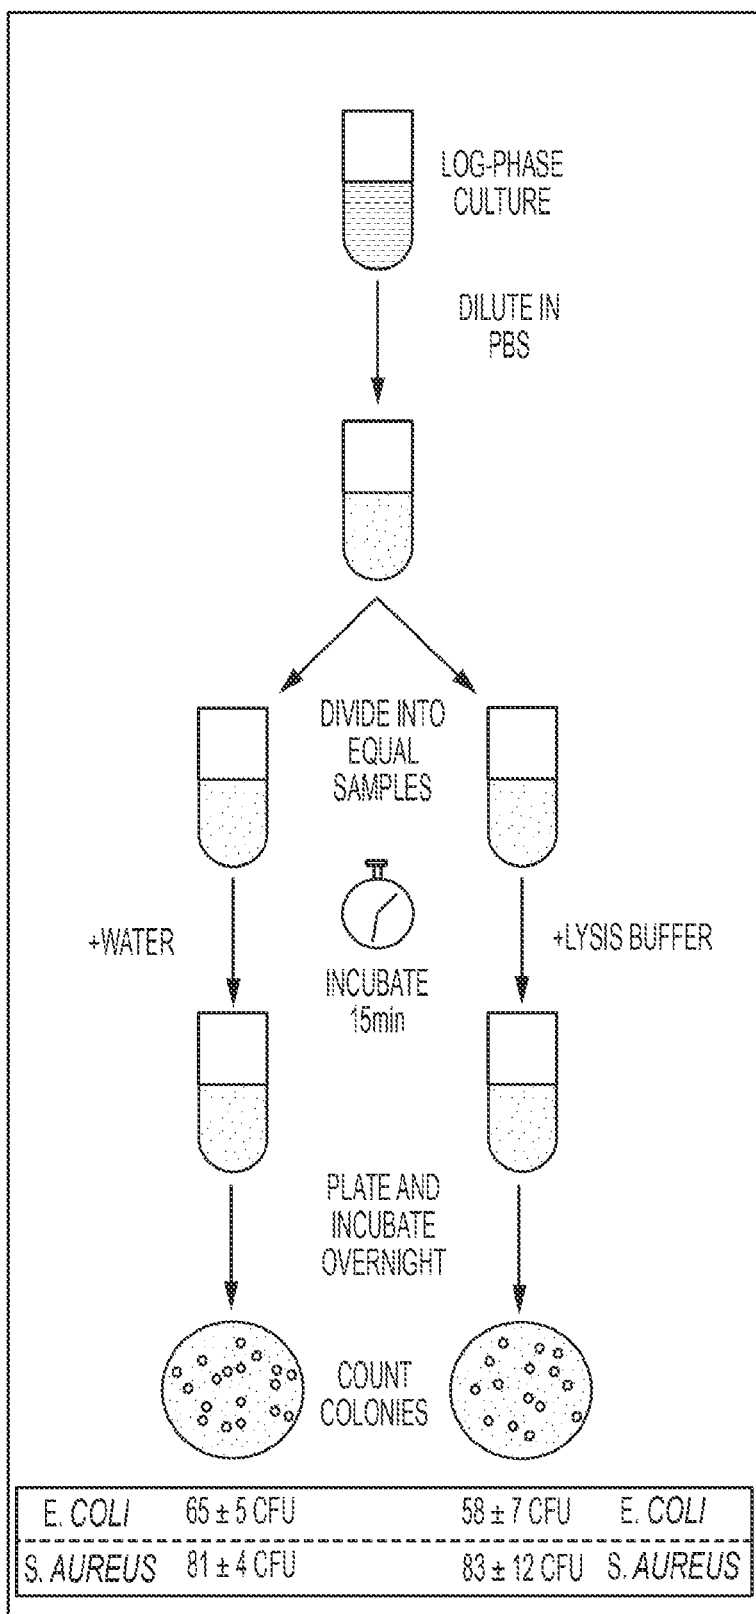 LOG-PHASE
CULTURE
DILUTE IN
PBS
DIVIDE INTO
EQUAL
SAMPLES
+WATER
+LYSIS BUFFER
INCUBATE
15min
PLATE AND
INCUBATE
OVERNIGHT
COUNT
COLONIES
E. COLI 65 ± 5 CFU 58 ± 7 CFU E. COLI
S. AUREUS 81 ± 4 CFU 83 ± 12 CFU S. AUREUS